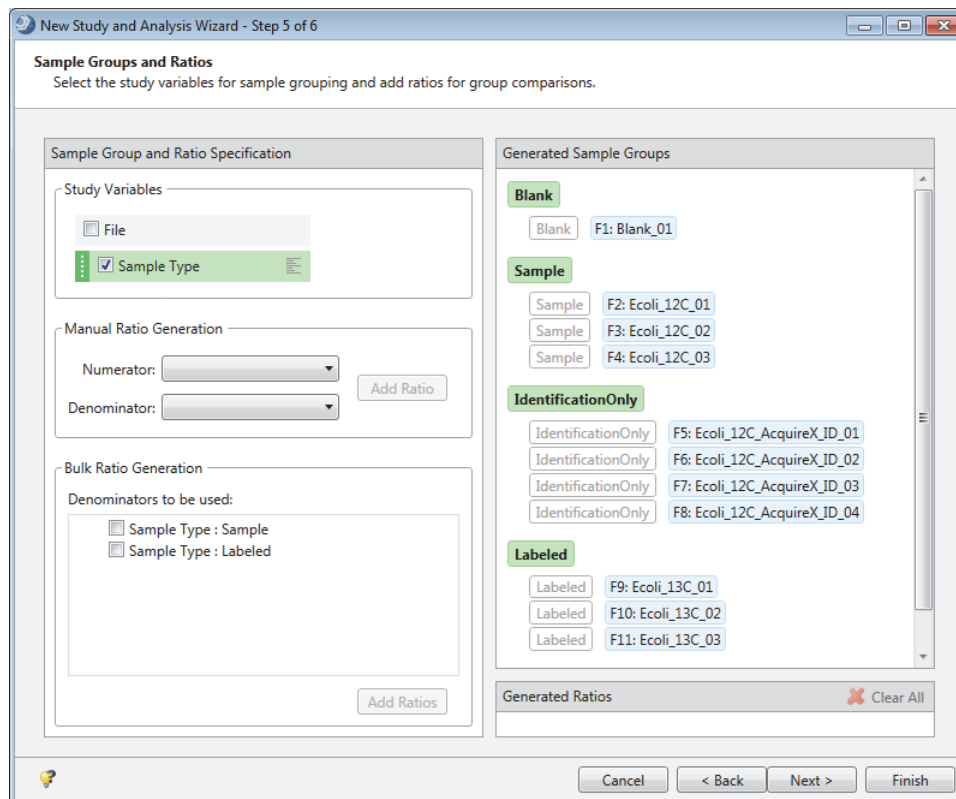 New Study and Analysis Wizard - Step 5 of 6
Sample Groups and Ratios
Select the study variables for sample grouping and add ratios for group comparisons.
Sample Group and Ratio Specification
Study Variables
File
Sample Type
Manual Ratio Generation
Numerator:
Denominator:
Add Ratio
Bulk Ratio Generation
Denominators to be used:
Sample Type : Sample
Sample Type : Labeled
Add Ratios
Generated Sample Groups
Blank
Blank F1: Blank_01
Sample
Sample F2: Ecoli_12C_01
Sample F3: Ecoli_12C_02
Sample F4: Ecoli_12C_03
IdentificationOnly
IdentificationOnly F5: Ecoli_12C_AcquireX_ID_01
IdentificationOnly F6: Ecoli_12C_AcquireX_ID_02
IdentificationOnly F7: Ecoli_12C_AcquireX_ID_03
IdentificationOnly F8: Ecoli_12C_AcquireX_ID_04
Labeled
Labeled F9: Ecoli_13C_01
Labeled F10: Ecoli_13C_02
Labeled F11: Ecoli_13C_03
Generated Ratios Clear All
Cancel < Back Next > Finish